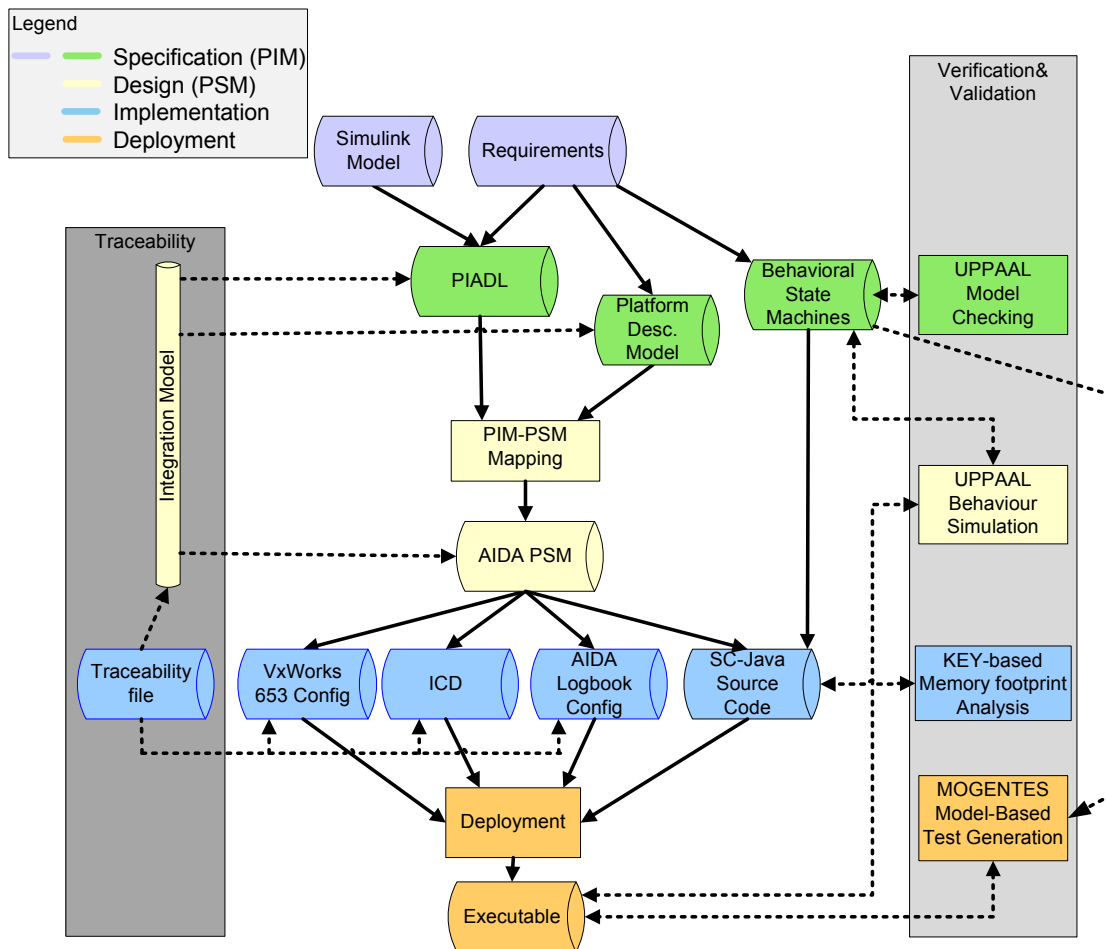 Legend
Specification (PIM)
Design (PSM)
Implementation
Deployment
Verification&
Validation
Simulink
Model
Requirements
Traceability
Integration Model
PIADL
Platform
Desc.
Model
Behavioral
State
Machines
UPPAAL
Model
Checking
PIM-PSM
Mapping
UPPAAL
Behaviour
Simulation
AIDA PSM
Traceability
file
VxWorks
653 Config
ICD
AIDA
Logbook
Config
SC-Java
Source
Code
KEY-based
Memory footprint
Analysis
Deployment
MOGENTES
Model-Based
Test Generation
Executable